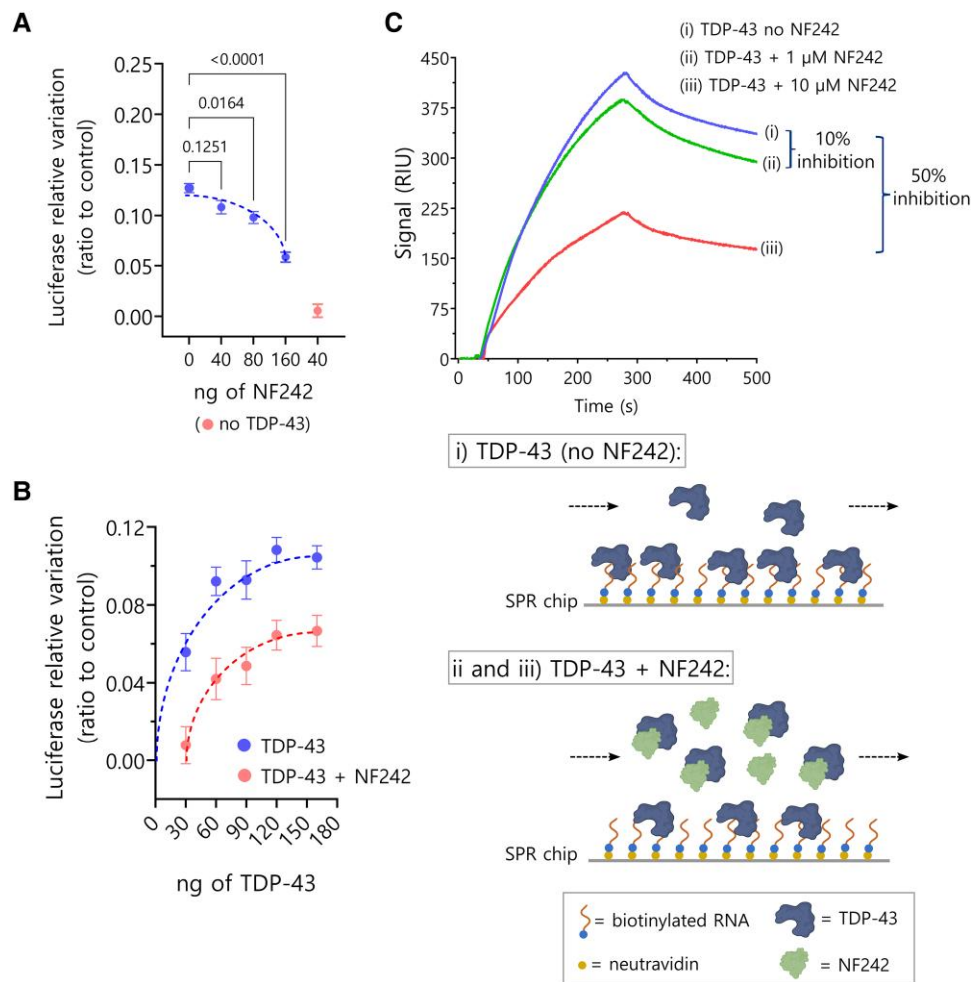 A
Luciferase relative variation
(ratio to control)
0.25
0.20
0.15
0.10
0.05
0.00
<0.0001
0.0164
0.1251
0
40
80
160
40
ng of NF242
( no TDP-43)
B
Luciferase relative variation
(ratio to control)
0.12
0.08
0.04
0.00
TDP-43
TDP-43 + NF242
0
30
60
90
120
150
180
ng of TDP-43
C
(i) TDP-43 no NF242
(ii) TDP-43 + 1 µM NF242
(iii) TDP-43 + 10 µM NF242
Signal (RIU)
450
375
300
225
150
75
0
(i)
(ii)
(iii)
10%
inhibition
50%
inhibition
0
100
200
300
400
500
Time (s)
i) TDP-43 (no NF242):
SPR chip
ii and iii) TDP-43 + NF242:
SPR chip
= biotinylated RNA
= TDP-43
= neutravidin
= NF242